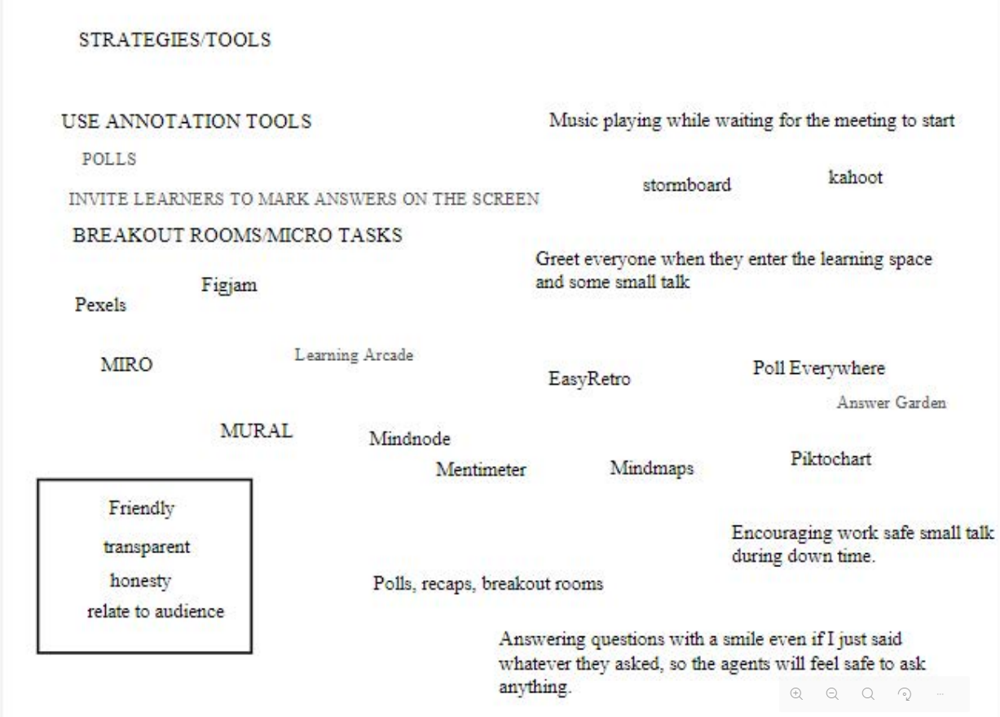 STRATEGIES/TOOLS
USE ANNOTATION TOOLS
Music playing while waiting for the meeting to start
POLLS
stormboard
kahoot
INVITE LEARNERS TO MARK ANSWERS ON THE SCREEN
BREAKOUT ROOMS/MICRO TASKS
Greet everyone when they enter the learning space
and some small talk
Figjam
Pexels
MIRO
Learning Arcade
EasyRetro
Poll Everywhere
Answer Garden
MURAL
Mindnode
Mentimeter
Mindmaps
Piktochart
Friendly
transparent
honesty
relate to audience
Encouraging work safe small talk
during down time.
Polls, recaps, breakout rooms
Answering questions with a smile even if I just said
whatever they asked, so the agents will feel safe to ask
anything.